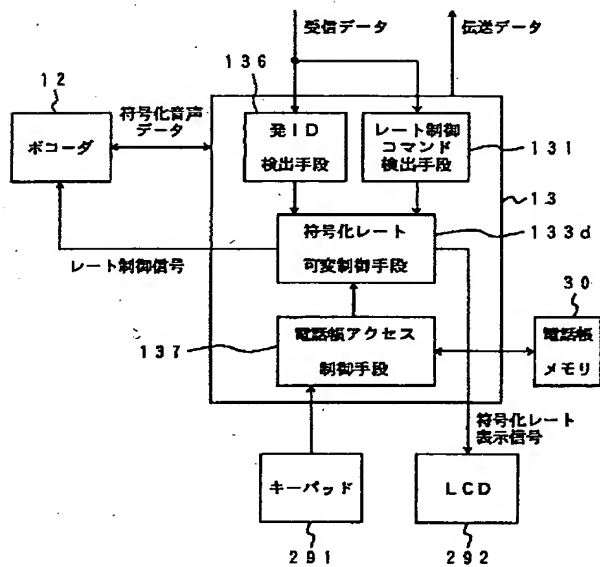 受信データ
伝送データ
136
12
符号化音声
データ
ボコーダ
発ID
検出手段
レート制御
コマンド
検出手段
131
13
符号化レート
可変制御手段
133d
レート制御信号
30
137
電話帳アクセス
制御手段
電話帳
メモリ
符号化レート
表示信号
キーパッド
LCD
291
292